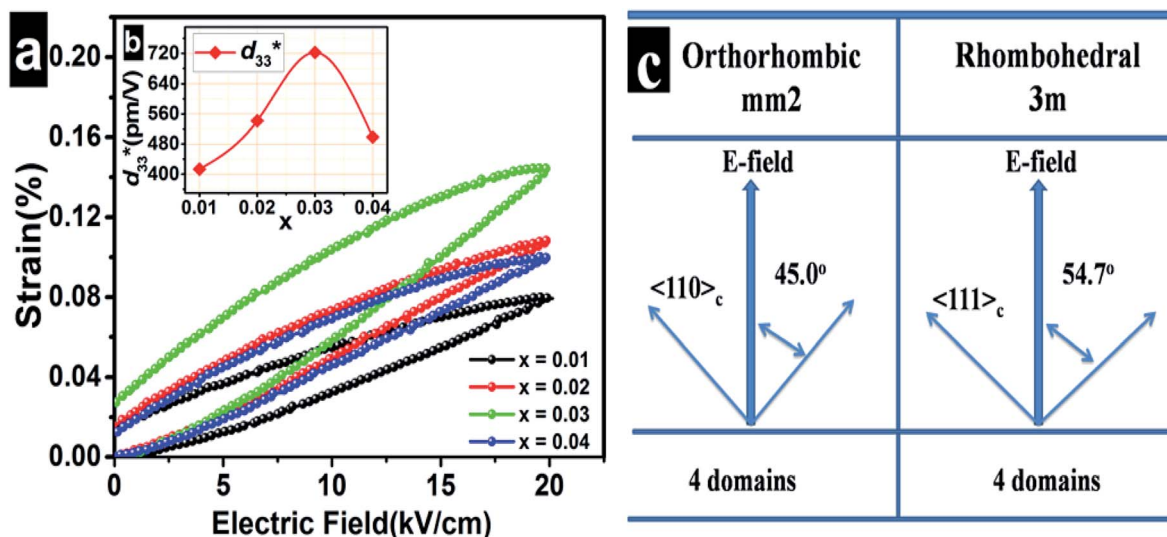 a
0.20
0.16
0.12
0.08
0.04
0.00
Strain(%)
0 5 10 15 20
Electric Field(kV/cm)
x = 0.01
x = 0.02
x = 0.03
x = 0.04
b
d33*
720
640
560
480
400
d33*(pm/V)
0.01 0.02 0.03 0.04
x
c
Orthorhombic
mm2
Rhombohedral
3m
E-field
<110>c
45.0o
4 domains
E-field
<111>c
54.7o
4 domains